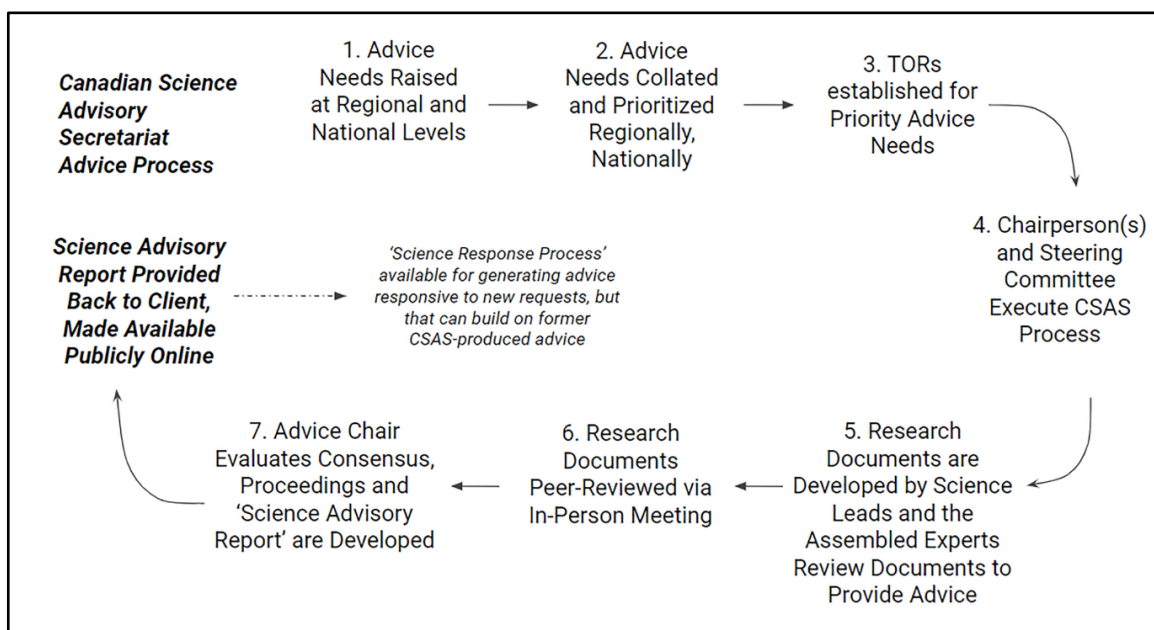 Canadian Science
Advisory
Secretariat
Advice Process
1. Advice
Needs Raised
at Regional and
National Levels
2. Advice
Needs Collated
and Prioritized
Regionally,
Nationally
3. TORs
established for
Priority Advice
Needs
4. Chairperson(s)
and Steering
Committee
Execute CSAS
Process
5. Research
Documents are
Developed by Science
Leads and the
Assembled Experts
Review Documents to
Provide Advice
6. Research
Documents
Peer-Reviewed via
In-Person Meeting
7. Advice Chair
Evaluates Consensus,
Proceedings and
‘Science Advisory
Report’ are Developed
Science Advisory
Report Provided
Back to Client,
Made Available
Publicly Online
‘Science Response Process’
available for generating advice
responsive to new requests, but
that can build on former
CSAS-produced advice